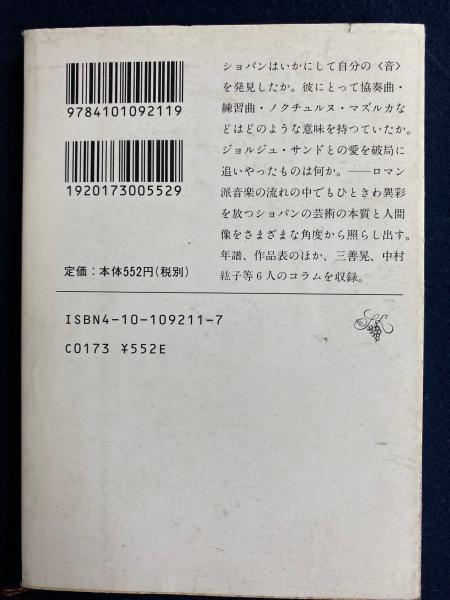 9784101092119
1920173005529
定価：本体552円(税別)
ショパンはいかにして自分の〈音〉
を発見したか。彼にとって協奏曲・
練習曲・ノクチュルヌ・マズルカな
どはどのような意味を持つていたか。
ジョルジュ・サンドとの愛を破局に
追いやったものは何か。――ロマン
派音楽の流れの中でもひときわ異彩
を放つショパンの芸術の本質と人間
像をさまざまな角度から照らし出す。
年譜、作品表のほか、三善晃、中村
紘子等6人のコラムを収録。
ISBN4-10-109211-7
C0173 ¥552E